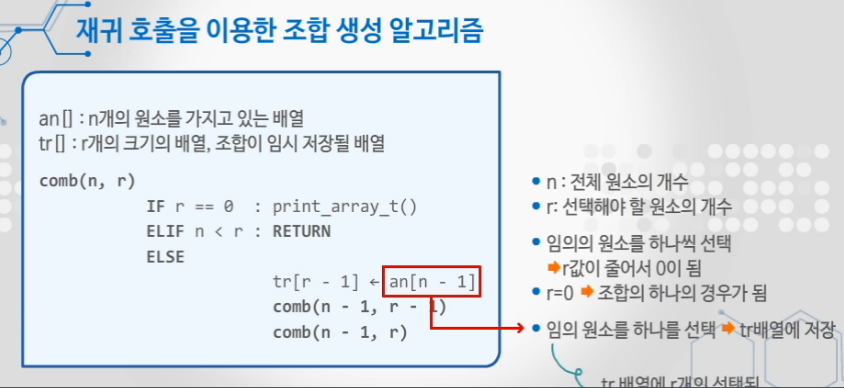 재귀 호출을 이용한 조합 생성 알고리즘
an[] : n개의 원소를 가지고 있는 배열
tr[] : r개의 크기의 배열, 조합이 임시 저장될 배열
comb(n, r)
IF r == 0 : print_array_t()
ELIF n < r : RETURN
ELSE
tr[r - 1] ← an[n - 1]
comb(n - 1, r - 1)
comb(n - 1, r)
• n : 전체 원소의 개수
• r: 선택해야 할 원소의 개수
• 임의의 원소를 하나씩 선택
➡r값이 줄어서 0이 됨
• r=0 ➡ 조합의 하나의 경우가 됨
• 임의 원소를 하나를 선택 ➡ tr배열에 저장
tr 배열에 r개의 선택된